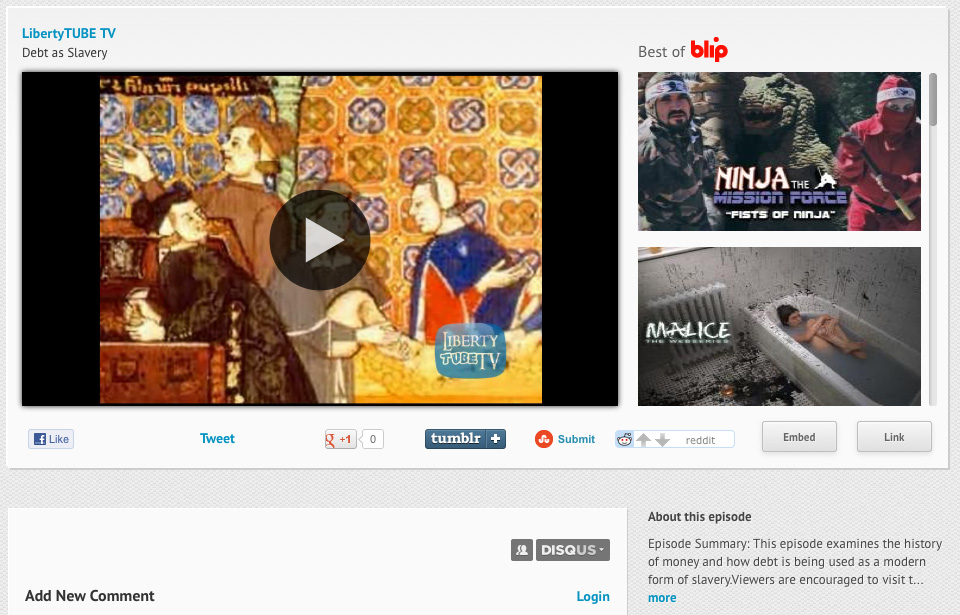 LibertyTUBE TV
Debt as Slavery
LIBERTY
TUBE TV
Best of blip
NINJA THE
MISSION FORCE
"FISTS OF NINJA"
MALICE
THE WEBSERIES
Like
Tweet
g +1 0
tumblr +
Submit
reddit
Embed
Link
DISQUS
Add New Comment
Login
About this episode
Episode Summary: This episode examines the history
of money and how debt is being used as a modern
form of slavery.Viewers are encouraged to visit t...
more